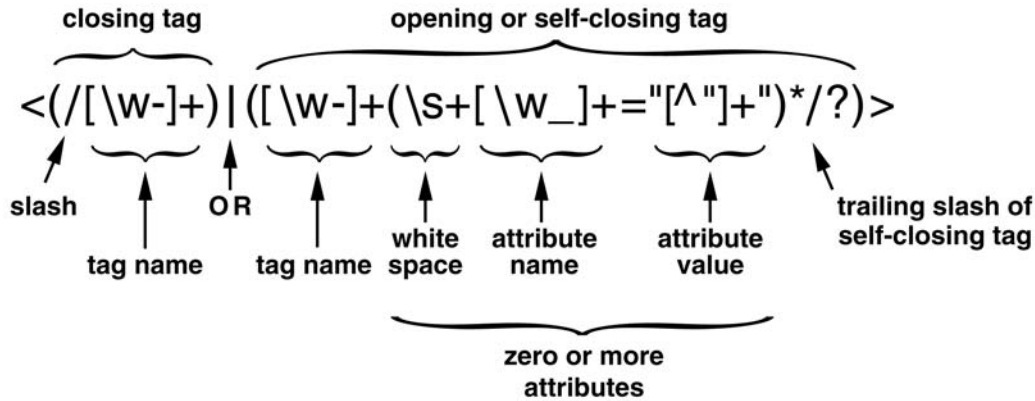 closing tag
opening or self-closing tag
<(/[\w-]+)|([\w-]+(\s+[\w_]+="[^"]+")*/?)>
slash
OR
trailing slash of
self-closing tag
tag name
tag name
white
space
attribute
name
attribute
value
zero or more
attributes